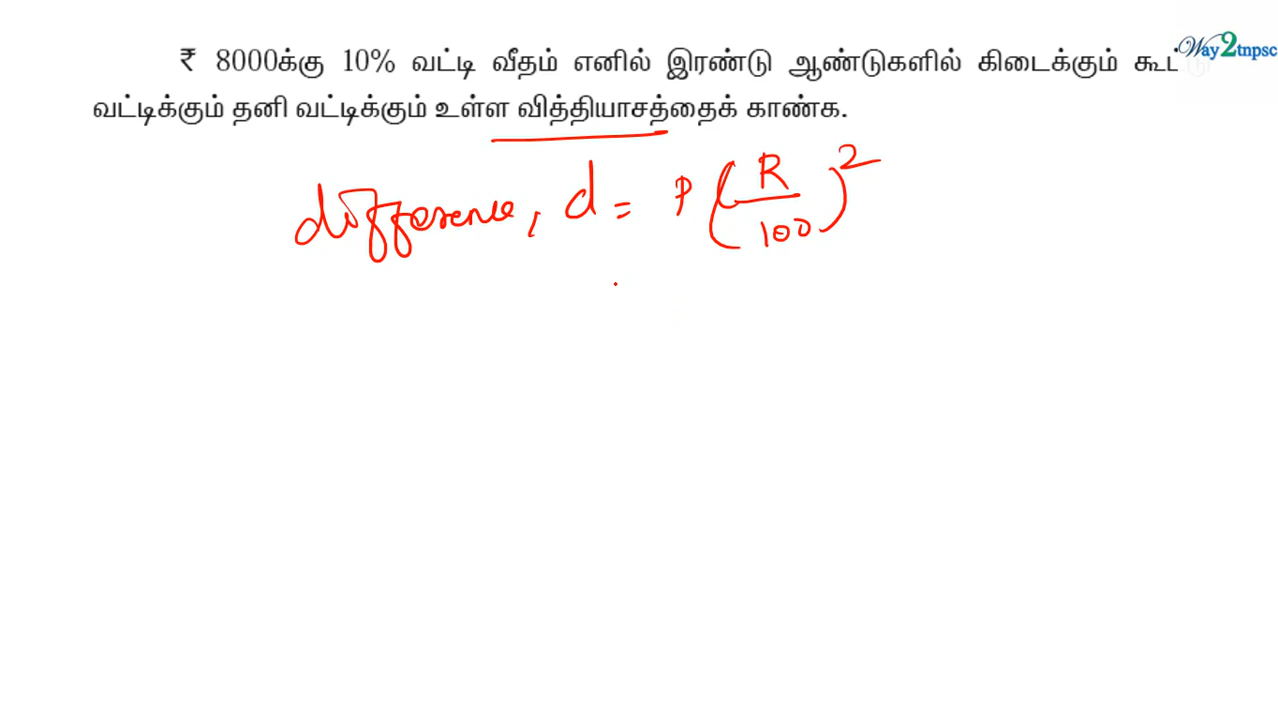 Way2tnpsc
₹ 8000க்கு 10% வட்டி வீதம் எனில் இரண்டு ஆண்டுகளில் கிடைக்கும்
வட்டிக்கும் தனி வட்டிக்கும் உள்ள வித்தியாசத்தைக் காண்க.
difference, d = P (R/100)²